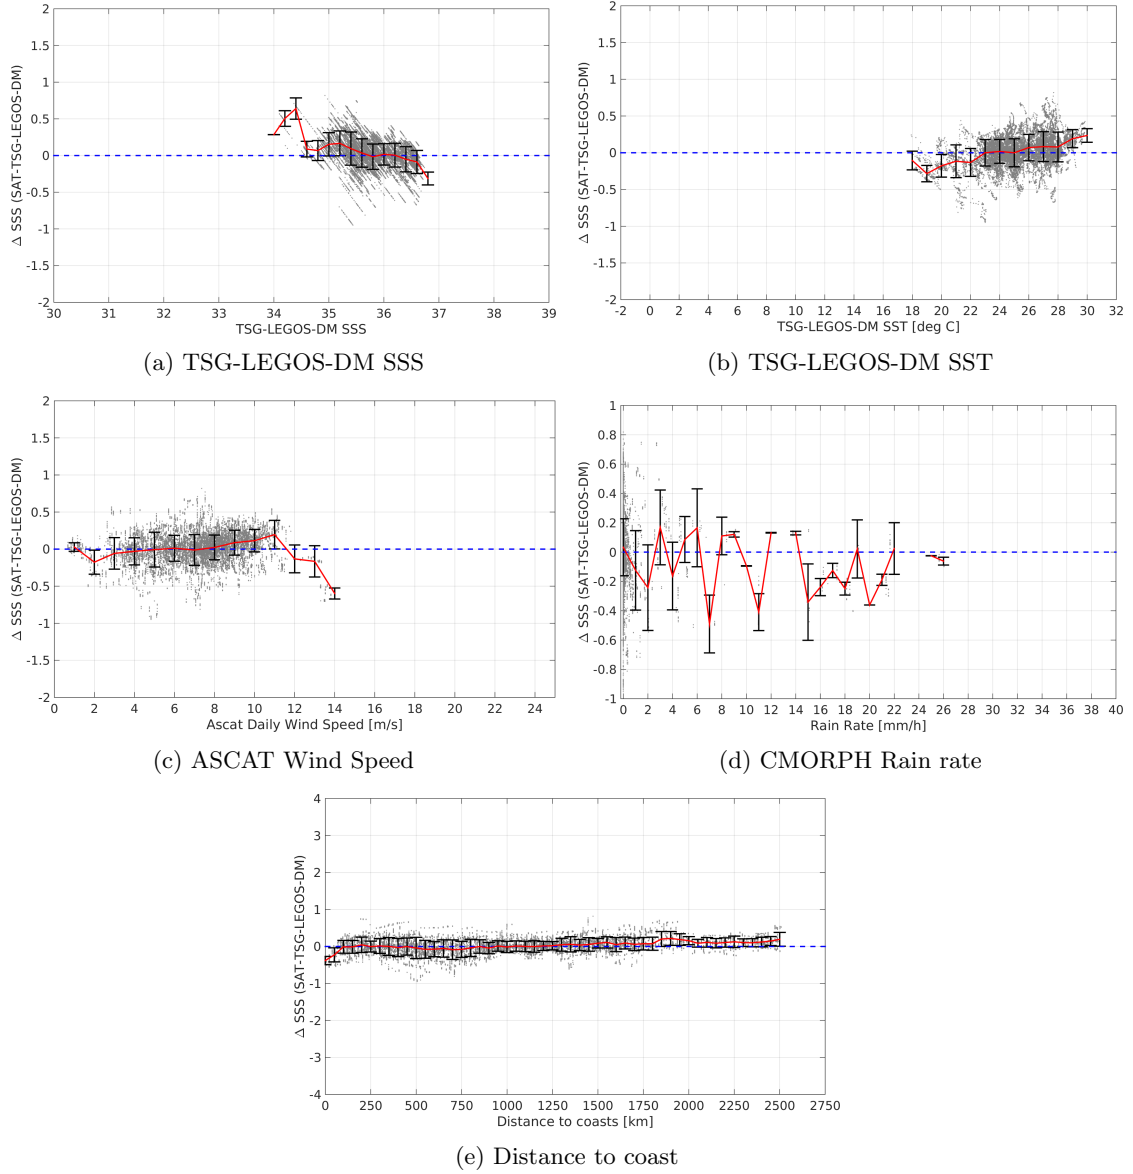 2
1.5
1
0.5
0
-0.5
-1
-1.5
-2
Δ SSS (SAT-TSG-LEGOS-DM)
30 31 32 33 34 35 36 37 38 39
TSG-LEGOS-DM SSS
(a) TSG-LEGOS-DM SSS
2
1.5
1
0.5
0
-0.5
-1
-1.5
-2
Δ SSS (SAT-TSG-LEGOS-DM)
-2 0 2 4 6 8 10 12 14 16 18 20 22 24 26 28 30 32
TSG-LEGOS-DM SST [deg C]
(b) TSG-LEGOS-DM SST
2
1.5
1
0.5
0
-0.5
-1
-1.5
-2
Δ SSS (SAT-TSG-LEGOS-DM)
0 2 4 6 8 10 12 14 16 18 20 22 24
Ascat Daily Wind Speed [m/s]
(c) ASCAT Wind Speed
1
0.8
0.6
0.4
0.2
0
-0.2
-0.4
-0.6
-0.8
-1
Δ SSS (SAT-TSG-LEGOS-DM)
0 2 4 6 8 10 12 14 16 18 20 22 24 26 28 30 32 34 36 38 40
Rain Rate [mm/h]
(d) CMORPH Rain rate
4
3
2
1
0
-1
-2
-3
-4
Δ SSS (SAT-TSG-LEGOS-DM)
0 250 500 750 1000 1250 1500 1750 2000 2250 2500 2750
Distance to coasts [km]
(e) Distance to coast